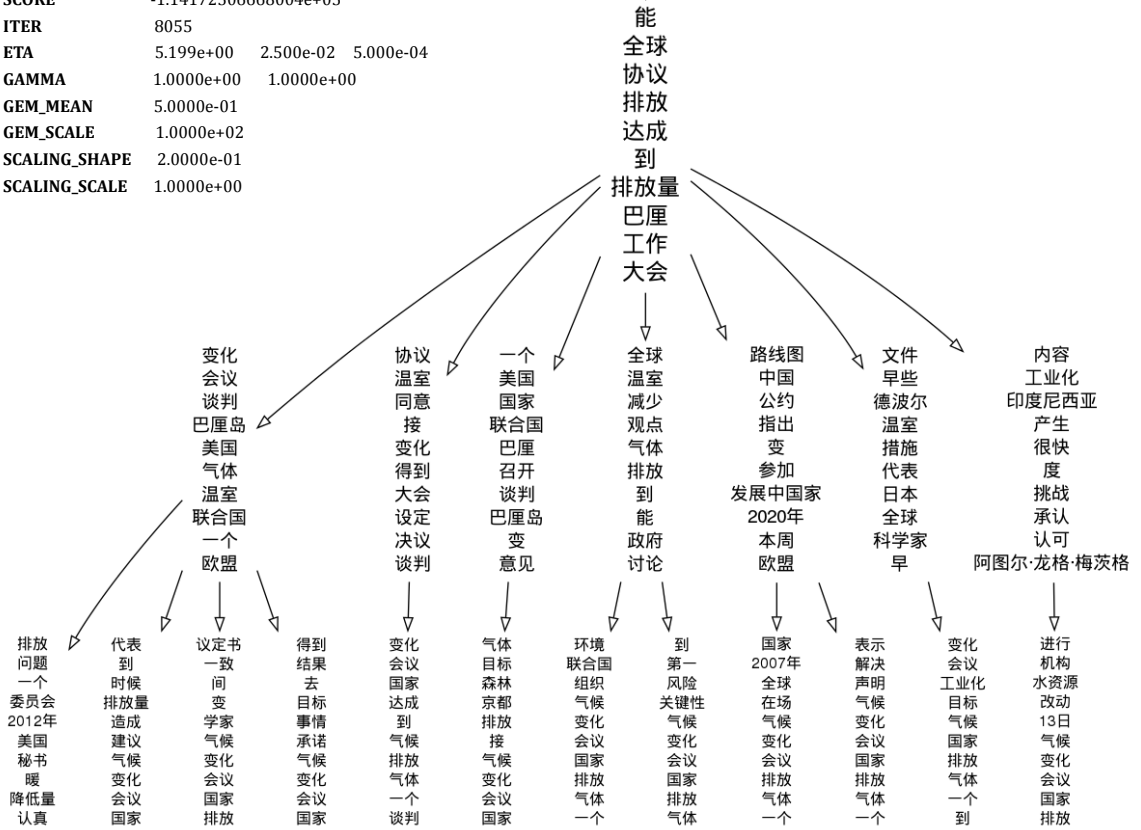 ITER 8055
ETA 5.199e+00 2.500e-02 5.000e-04
GAMMA 1.0000e+00 1.0000e+00
GEM_MEAN 5.0000e-01
GEM_SCALE 1.0000e+02
SCALING_SHAPE 2.0000e-01
SCALING_SCALE 1.0000e+00
能
全球
协议
排放
达成
到
排放量
巴厘
工作
大会
变化
会议
谈判
巴厘岛
美国
气体
温室
联合国
一个
欧盟
协议
温室
同意
接
变化
得到
大会
设定
决议
谈判
一个
美国
国家
联合国
巴厘
召开
谈判
巴厘岛
变
意见
全球
温室
减少
观点
气体
排放
到
能
政府
讨论
路线图
中国
公约
指出
变
参加
发展中国家
2020年
本周
欧盟
文件
早些
德波尔
温室
措施
代表
日本
全球
科学家
早
内容
工业化
印度尼西亚
产生
很快
度
挑战
承认
认可
阿图尔·龙格·梅茨格
排放
问题
一个
委员会
2012年
美国
秘书
暖
降低量
认真
代表
到
时候
排放量
造成
建议
气候
变化
会议
国家
议定书
一致
间
变
学家
气候
变化
会议
国家
排放
得到
结果
去
目标
事情
承诺
气候
变化
会议
国家
变化
会议
国家
达成
到
气候
排放
气体
一个
谈判
气体
目标
森林
京都
排放
接
气候
变化
会议
国家
环境
联合国
组织
气候
变化
会议
国家
排放
气体
一个
到
第一
风险
关键性
气候
变化
会议
国家
排放
气体
国家
2007年
全球
在场
气候
变化
会议
排放
气体
一个
表示
解决
声明
气候
变化
会议
国家
排放
气体
一个
变化
会议
工业化
目标
气候
国家
排放
气体
一个
到
进行
机构
水资源
改动
13日
气候
变化
会议
国家
排放